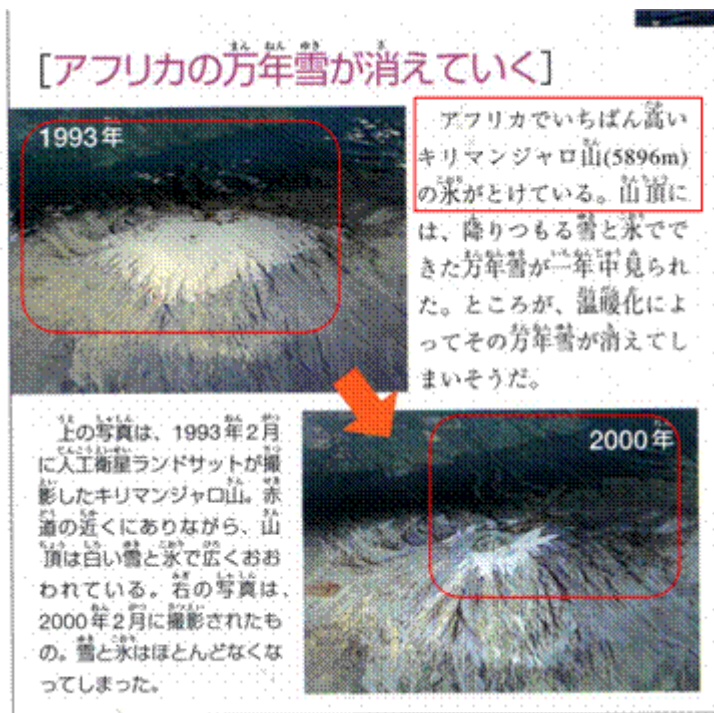 [アフリカの万年雪が消えていく]
1993年
アフリカでいちばん高い
キリマンジャロ山(5896m)
の氷がとけている。山頂に
は、降りつもる雪と氷でで
きた万年雪が一年中見られ
た。ところが、温暖化によ
ってその万年雪が消えてし
まいそうだ。
上の写真は、1993年2月
に人工衛星ランドサットが撮
影したキリマンジャロ山。赤
道の近くにありながら、山
頂は白い雪と氷で広くおお
われている。右の写真は、
2000年2月に撮影されたも
の。雪と氷はほとんどなくな
ってしまった。
2000年